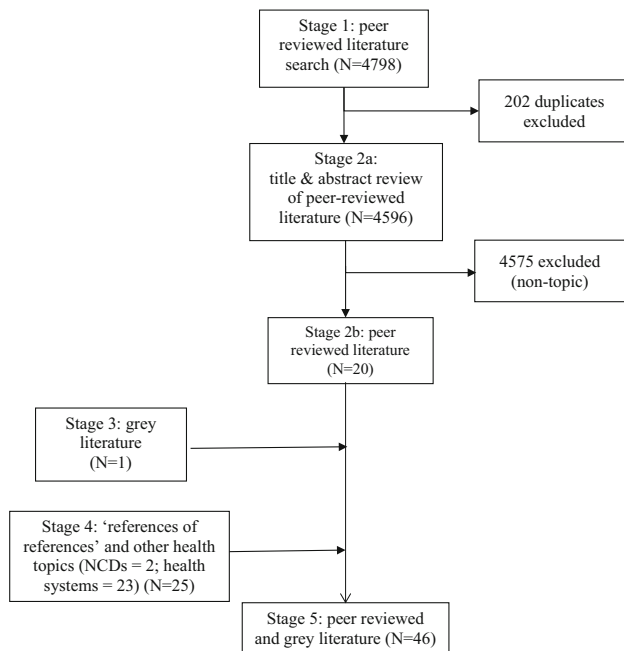 Stage 1: peer
reviewed literature
search (N=4798)
202 duplicates
excluded
Stage 2a:
title & abstract review
of peer-reviewed
literature (N=4596)
4575 excluded
(non-topic)
Stage 2b: peer
reviewed literature
(N=20)
Stage 3: grey
literature
(N=1)
Stage 4: ‘references of
references’ and other health
topics (NCDs = 2; health
systems = 23) (N=25)
Stage 5: peer reviewed
and grey literature (N=46)